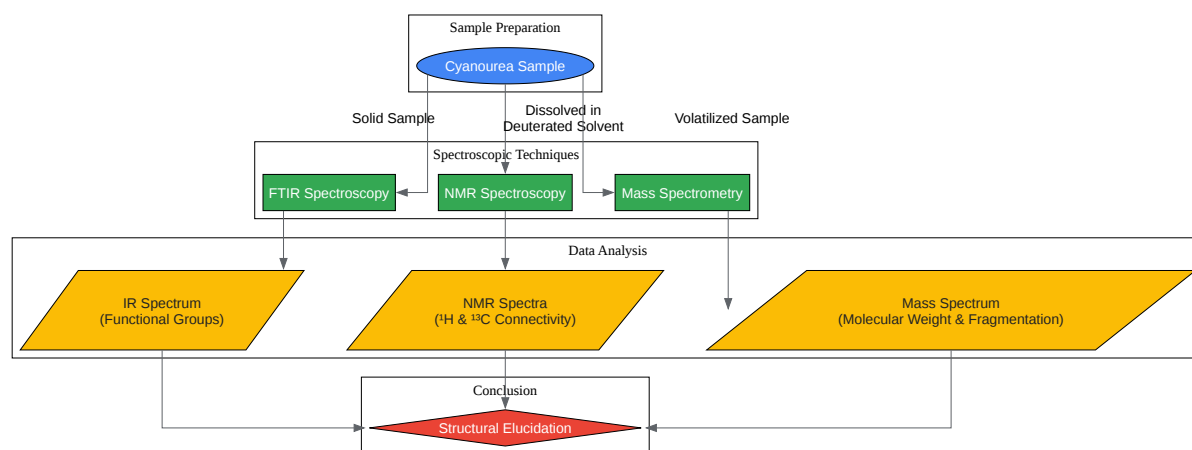 Sample Preparation
Cyanourea Sample
Solid Sample
Dissolved in
Deuterated Solvent
Volatilized Sample
Spectroscopic Techniques
FTIR Spectroscopy
NMR Spectroscopy
Mass Spectrometry
Data Analysis
IR Spectrum
(Functional Groups)
NMR Spectra
(¹H & ¹³C Connectivity)
Mass Spectrum
(Molecular Weight & Fragmentation)
Conclusion
Structural Elucidation